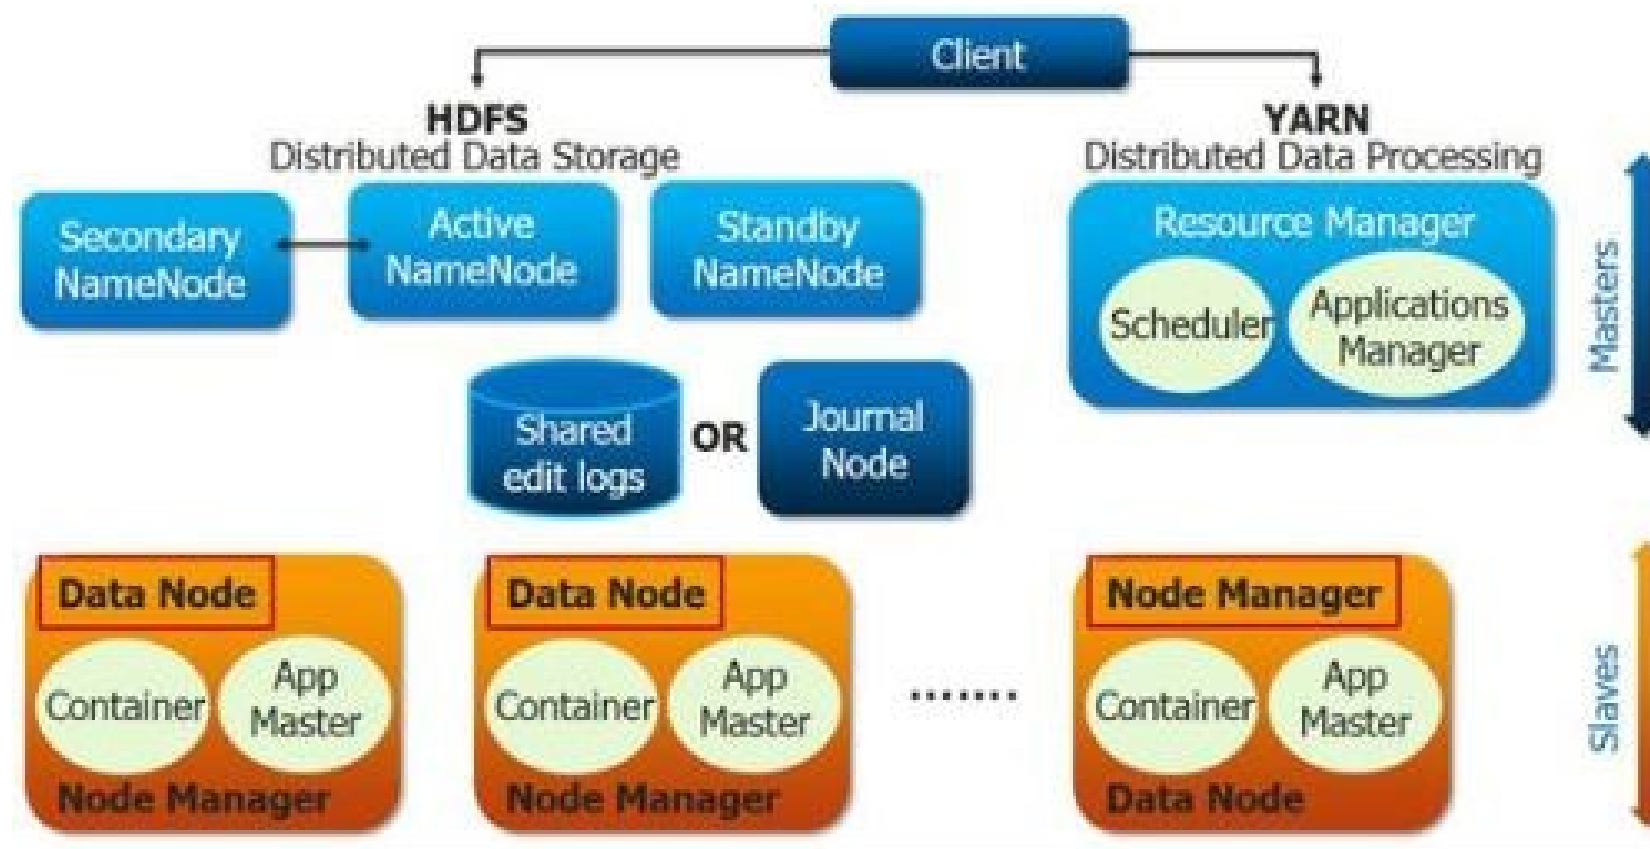 Client
HDFS
Distributed Data Storage
YARN
Distributed Data Processing
Secondary
NameNode
Active
NameNode
Standby
NameNode
Resource Manager
Scheduler
Applications
Manager
Masters
Shared
edit logs
OR
Journal
Node
Data Node
Container
App
Master
Node Manager
Data Node
Container
App
Master
Node Manager
.......
Node Manager
Container
App
Master
Data Node
Slaves